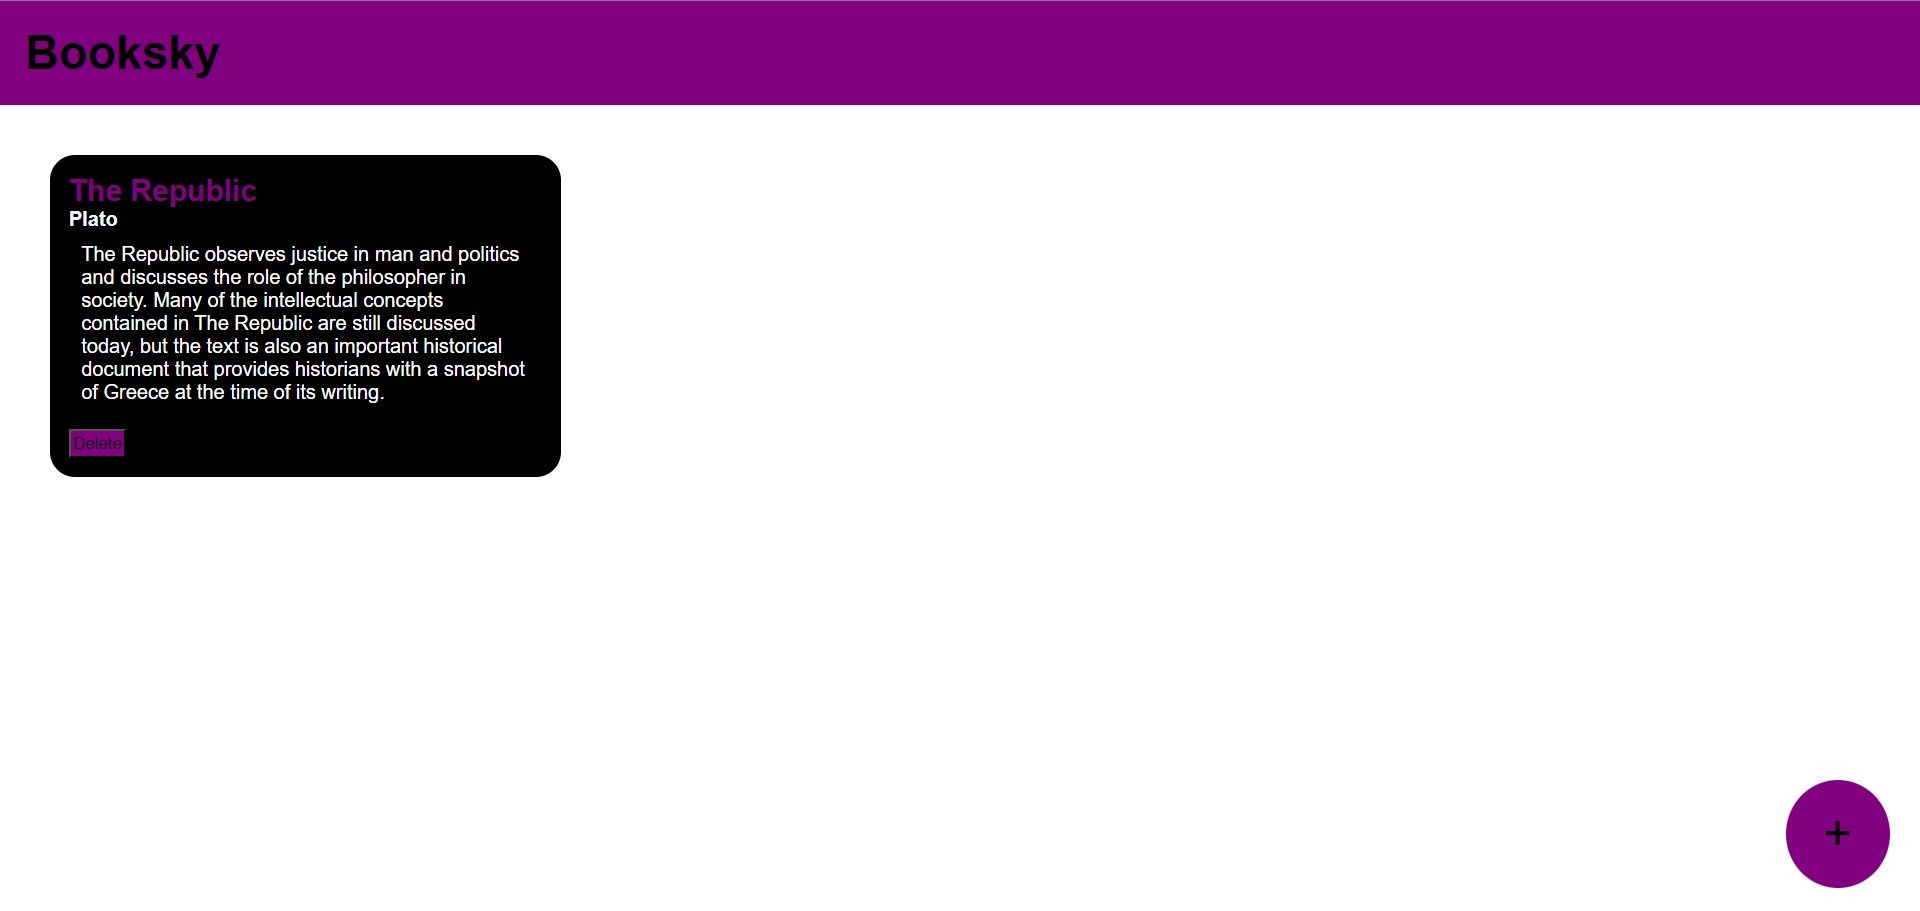 Booksky
The Republic
Plato
The Republic observes justice in man and politics
and discusses the role of the philosopher in
society. Many of the intellectual concepts
contained in The Republic are still discussed
today, but the text is also an important historical
document that provides historians with a snapshot
of Greece at the time of its writing.
Delete
+